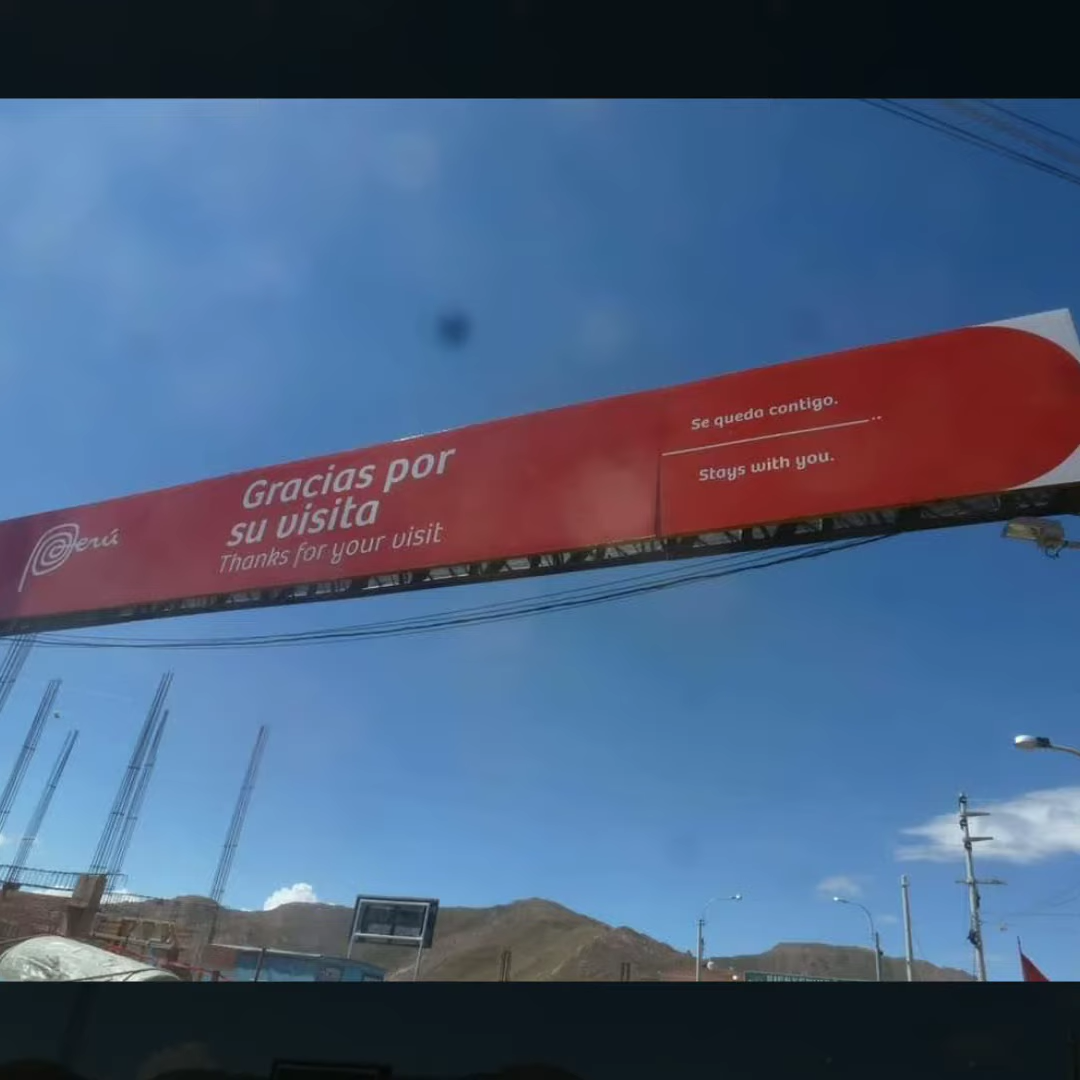 Perú
Gracias por
su visita
Thanks for your visit
Se queda contigo.
Stays with you.